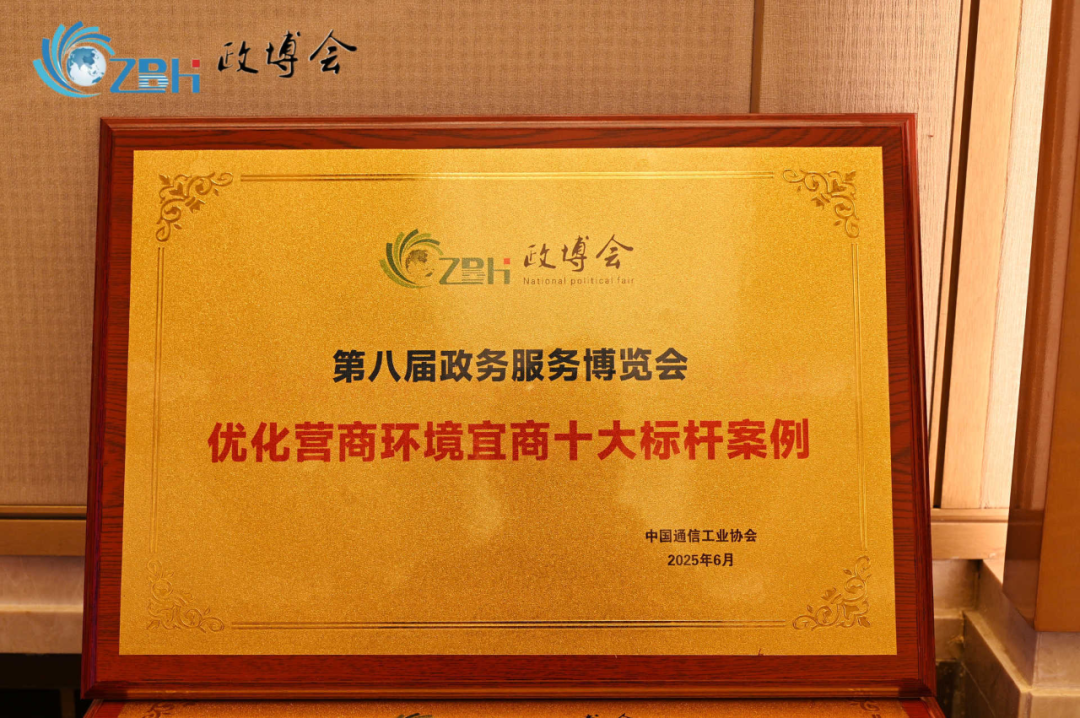 ZBH 政博会
ZBH 政博会
National political fair
第八届政务服务博览会
优化营商环境宜商十大标杆案例
中国通信工业协会
2025年6月